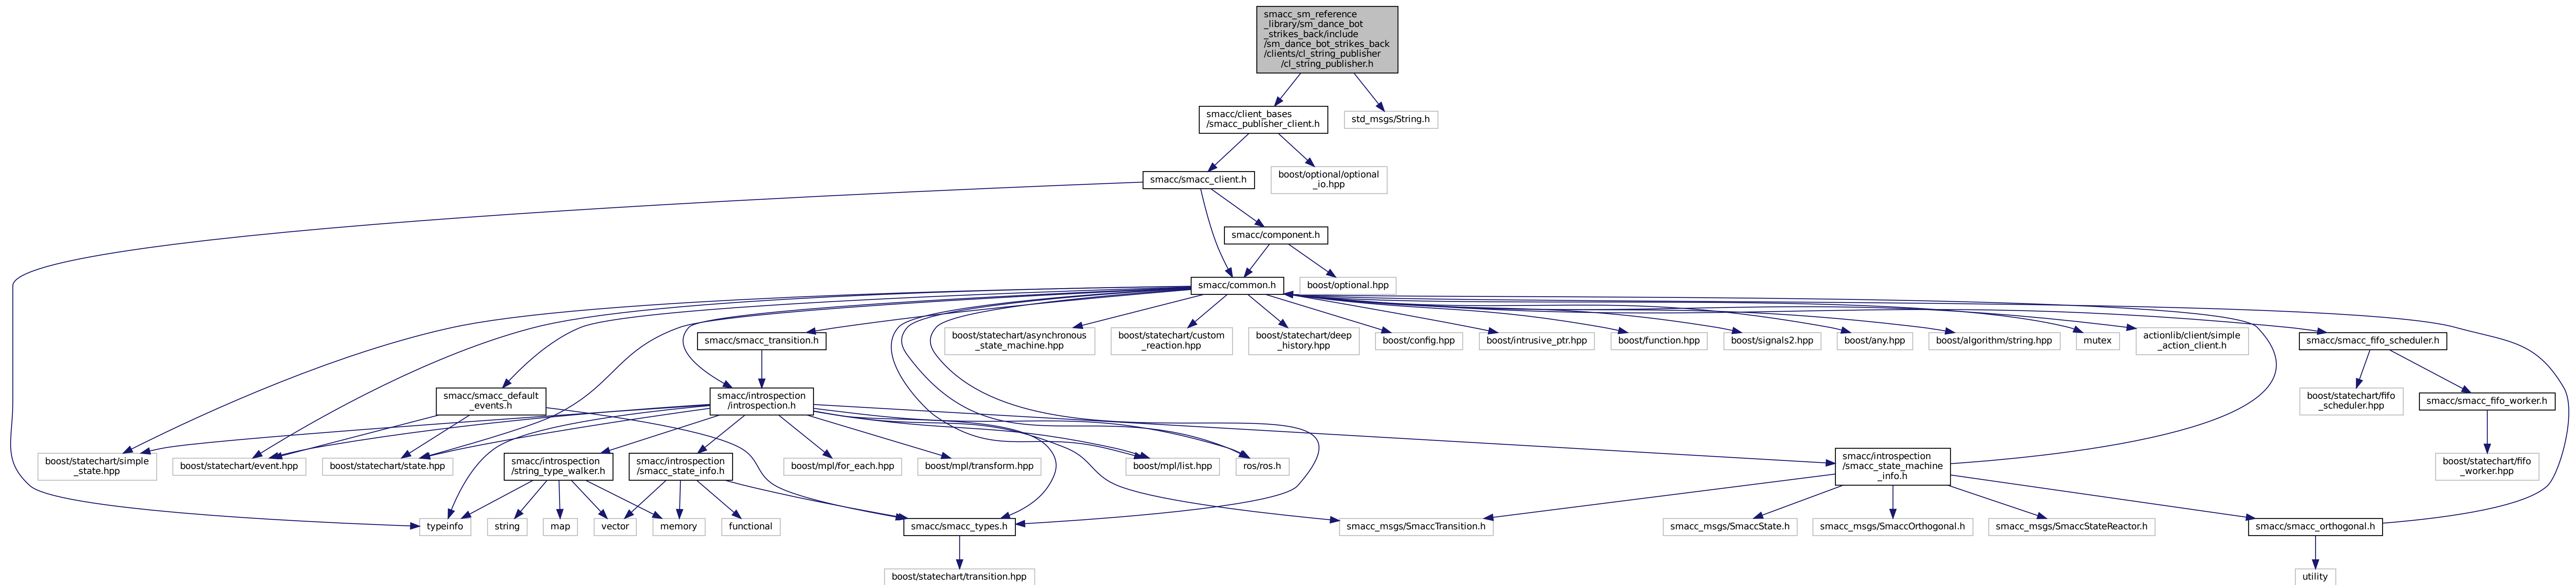 smacc_sm_reference
_library/sm_dance_bot
_strikes_back/include
/sm_dance_bot_strikes_back
/clients/cl_string_publisher
/cl_string_publisher.h
smacc/client_bases
/smacc_publisher_client.h
std_msgs/String.h
smacc/smacc_client.h
boost/optional/optional
_io.hpp
smacc/component.h
smacc/common.h
boost/optional.hpp
smacc/smacc_transition.h
boost/statechart/asynchronous
_state_machine.hpp
boost/statechart/custom
_reaction.hpp
boost/statechart/deep
_history.hpp
boost/config.hpp
boost/intrusive_ptr.hpp
boost/function.hpp
boost/signals2.hpp
boost/any.hpp
boost/algorithm/string.hpp
mutex
actionlib/client/simple
_action_client.h
smacc/smacc_fifo_scheduler.h
smacc/smacc_default
_events.h
smacc/introspection
/introspection.h
boost/statechart/fifo
_scheduler.hpp
smacc/smacc_fifo_worker.h
boost/statechart/simple
_state.hpp
boost/statechart/event.hpp
boost/statechart/state.hpp
smacc/introspection
/string_type_walker.h
smacc/introspection
/smacc_state_info.h
boost/mpl/for_each.hpp
boost/mpl/transform.hpp
boost/mpl/list.hpp
ros/ros.h
smacc/introspection
/smacc_state_machine
_info.h
boost/statechart/fifo
_worker.hpp
typeinfo
string
map
vector
memory
functional
smacc/smacc_types.h
smacc_msgs/SmaccTransition.h
smacc_msgs/SmaccState.h
smacc_msgs/SmaccOrthogonal.h
smacc_msgs/SmaccStateReactor.h
smacc/smacc_orthogonal.h
boost/statechart/transition.hpp
utility